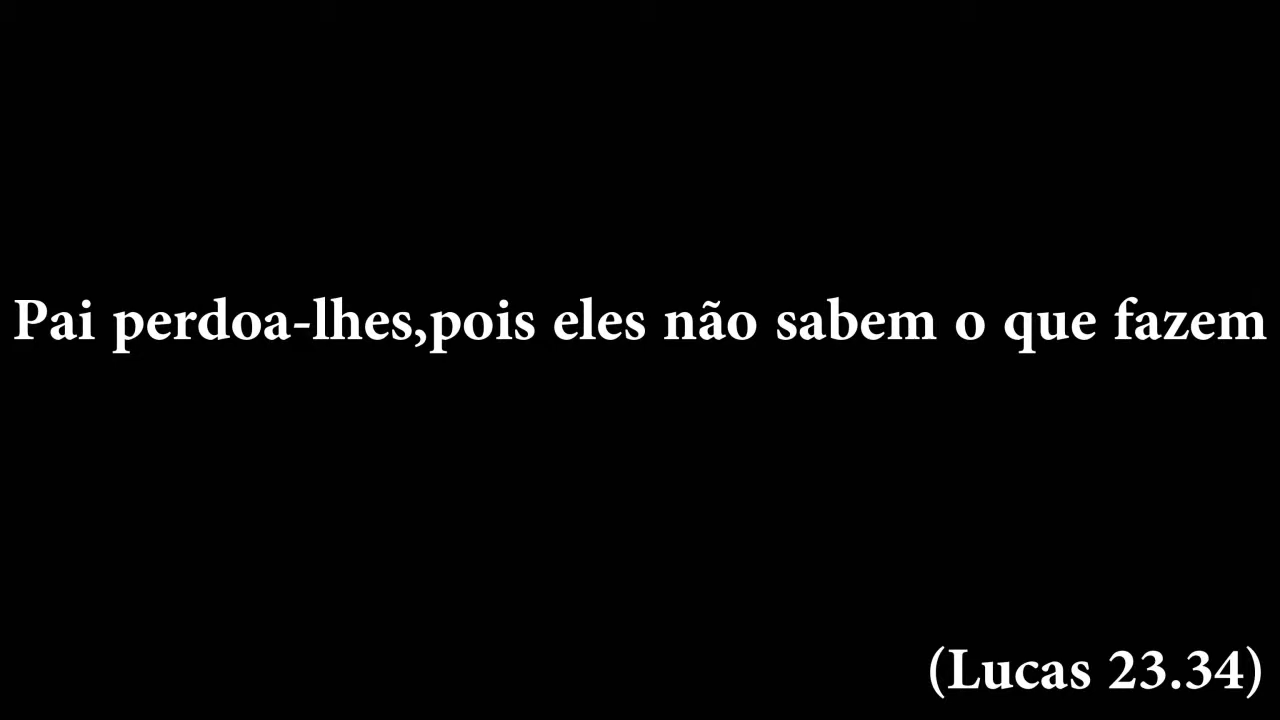 Pai perdoa-lhes,pois eles não sabem o que fazem
(Lucas 23.34)